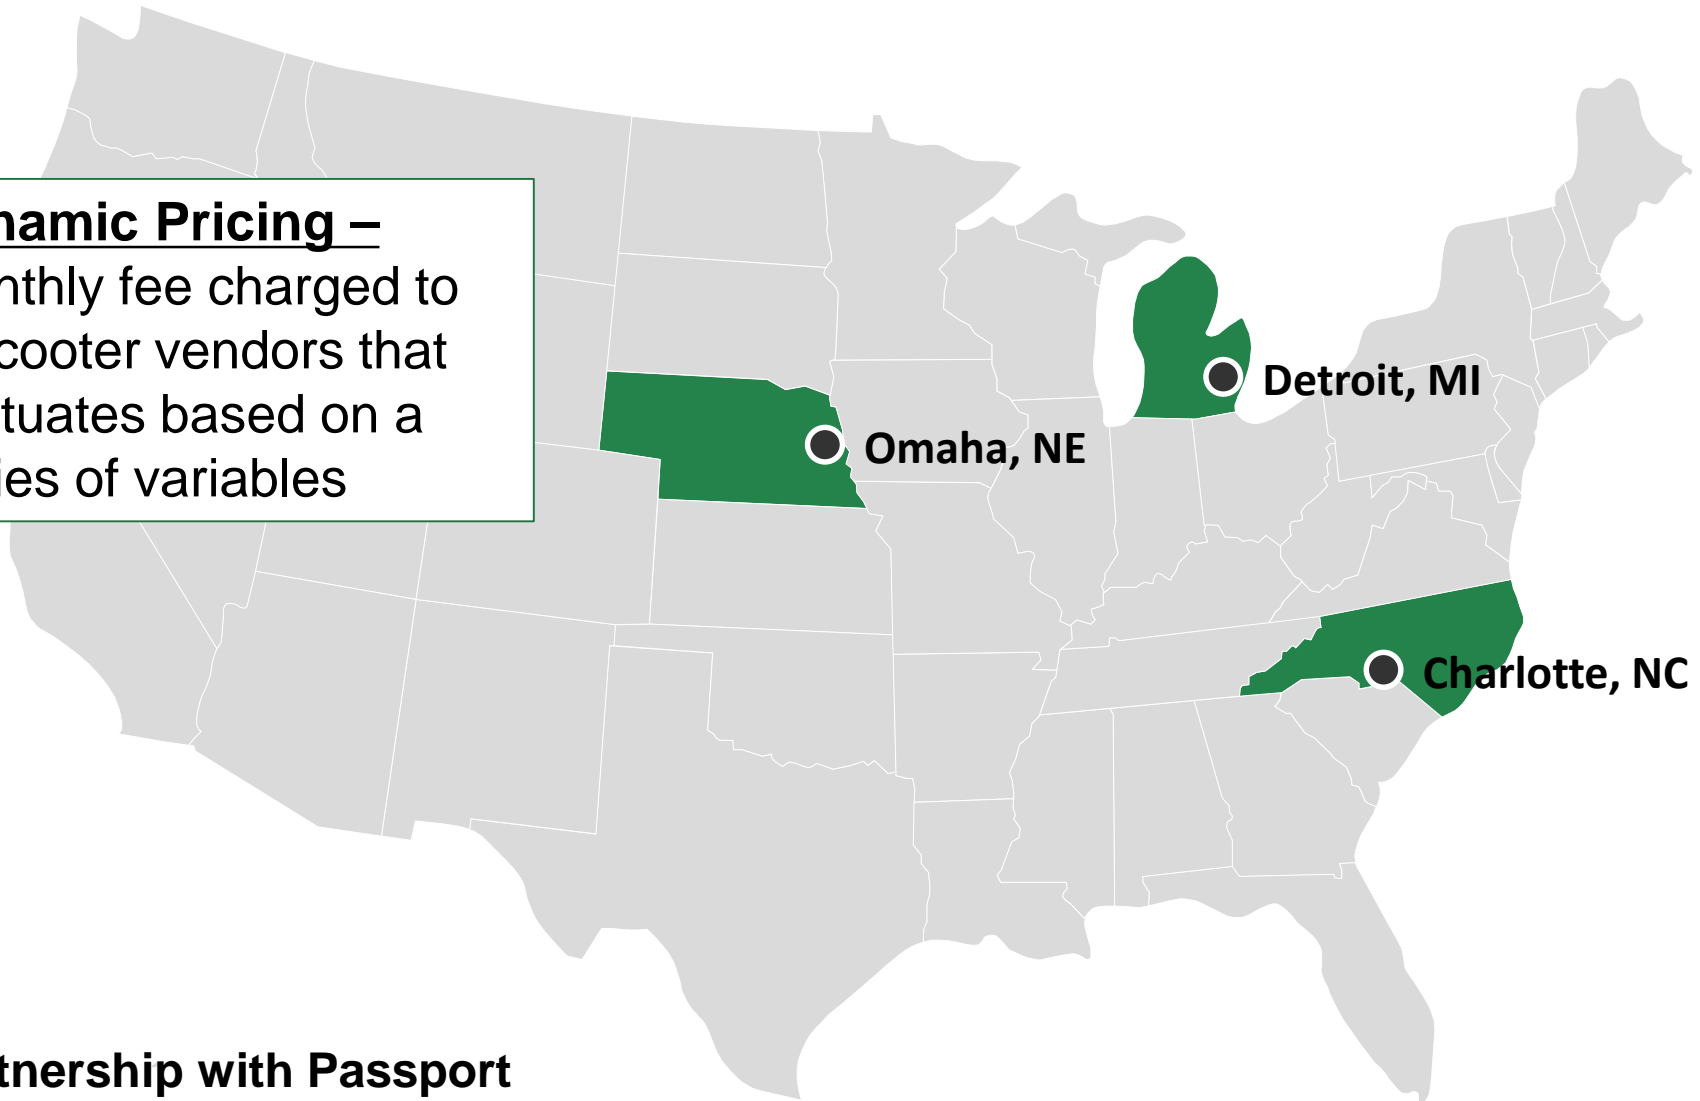 namic Pricing –
nthly fee charged to
cooter vendors that
tuates based on a
ies of variables
Detroit, MI
Omaha, NE
Charlotte, NC
tnership with Passport